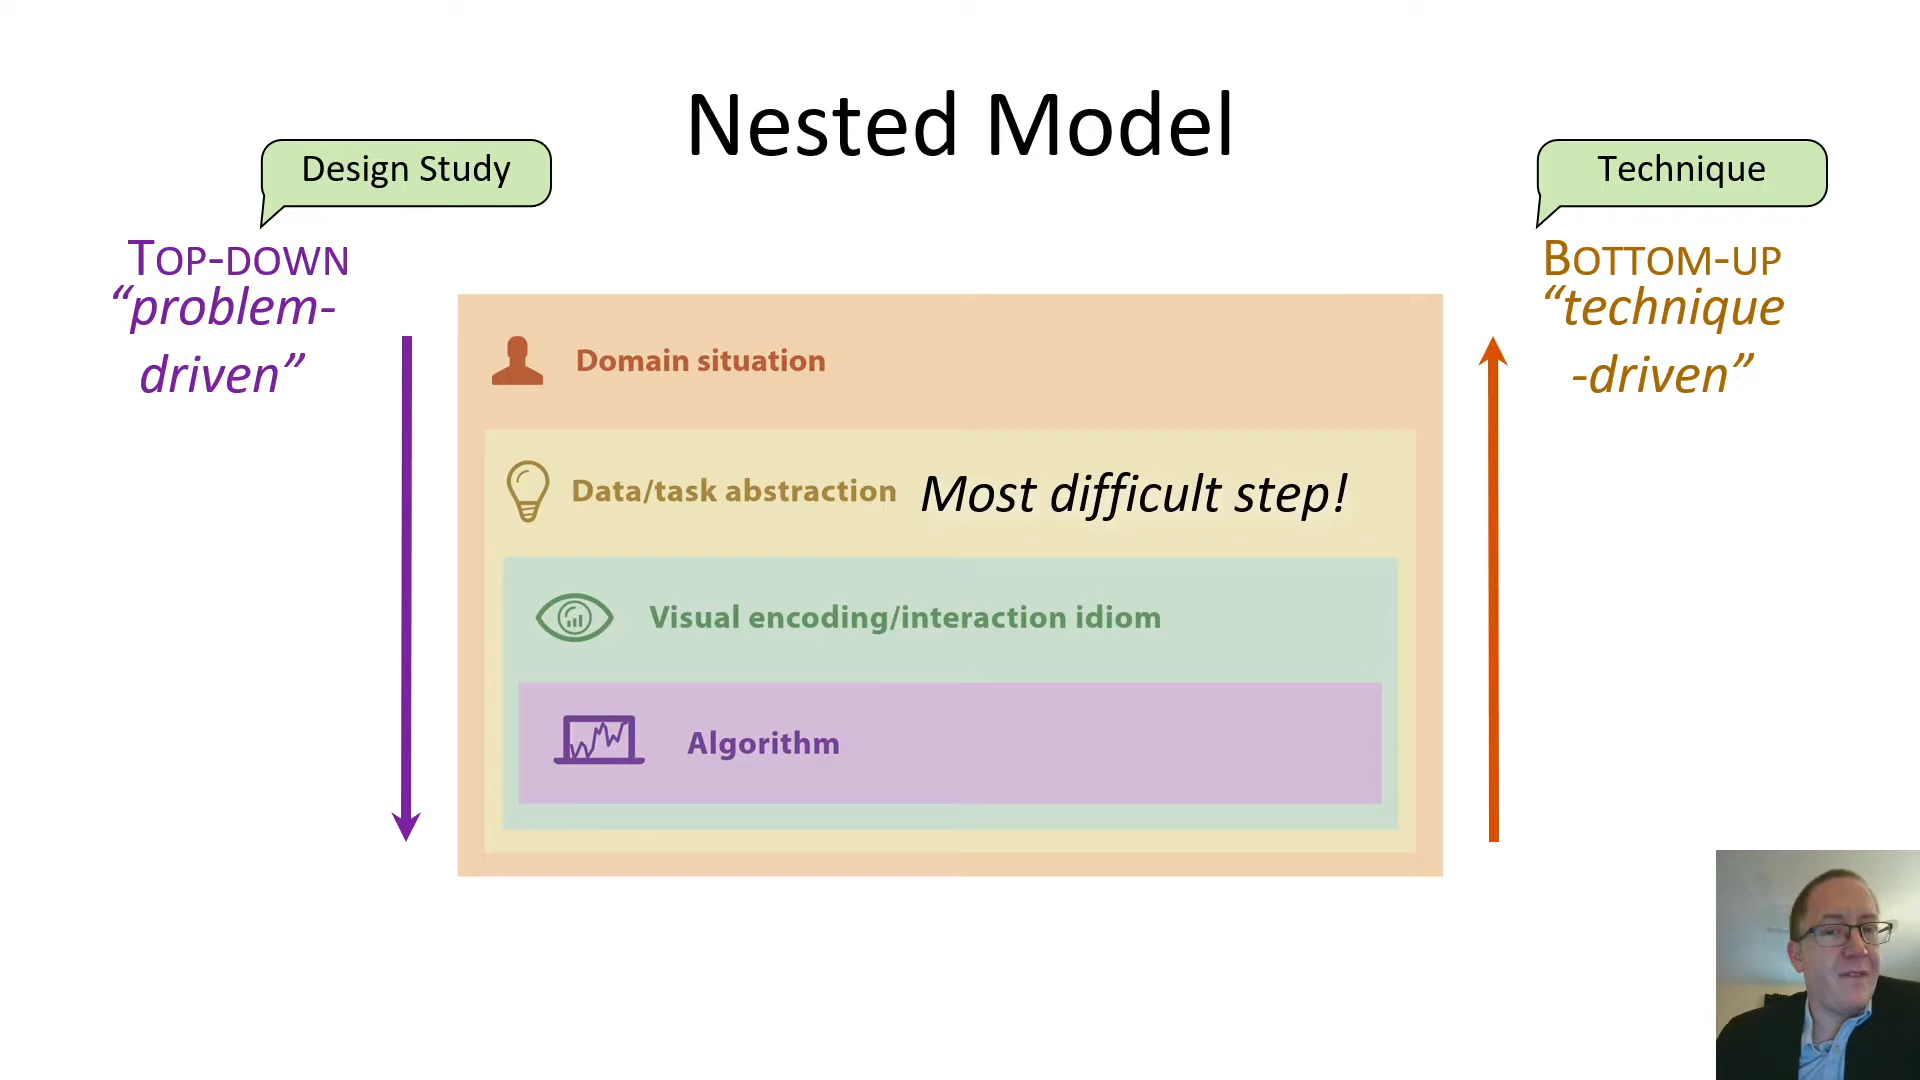 Nested Model
Design Study
TOP-DOWN
“problem-
driven”
Technique
BOTTOM-UP
“technique
-driven”
Domain situation
Data/task abstraction Most difficult step!
Visual encoding/interaction idiom
Algorithm